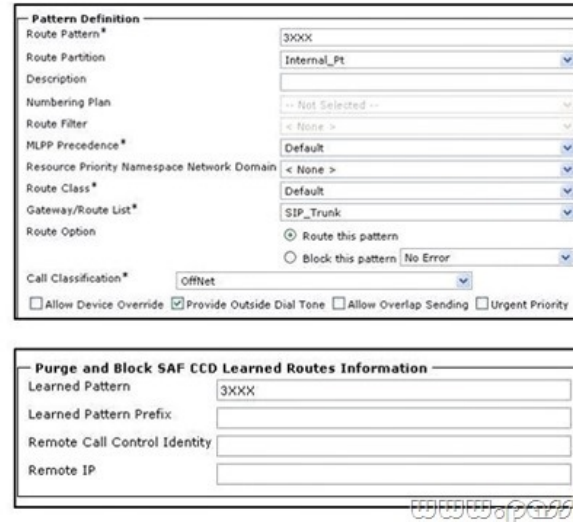 Pattern Definition
Route Pattern* 3XXX
Route Partition Internal_Pt
Description
Numbering Plan -- Not Selected --
Route Filter < None >
MLPP Precedence* Default
Resource Priority Namespace Network Domain < None >
Route Class* Default
Gateway/Route List* SIP_Trunk
Route Option Route this pattern
Block this pattern No Error
Call Classification* OffNet
Allow Device Override Provide Outside Dial Tone Allow Overlap Sending Urgent Priority
Purge and Block SAF CCD Learned Routes Information
Learned Pattern 3XXX
Learned Pattern Prefix
Remote Call Control Identity
Remote IP